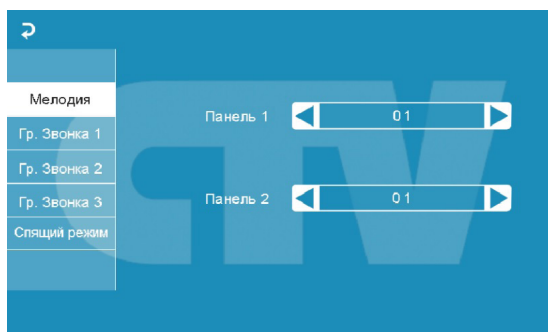 Мелодия
Гр. Звонка 1
Гр. Звонка 2
Гр. Звонка 3
Спящий режим
Панель 1 01
Панель 2 01
CTV